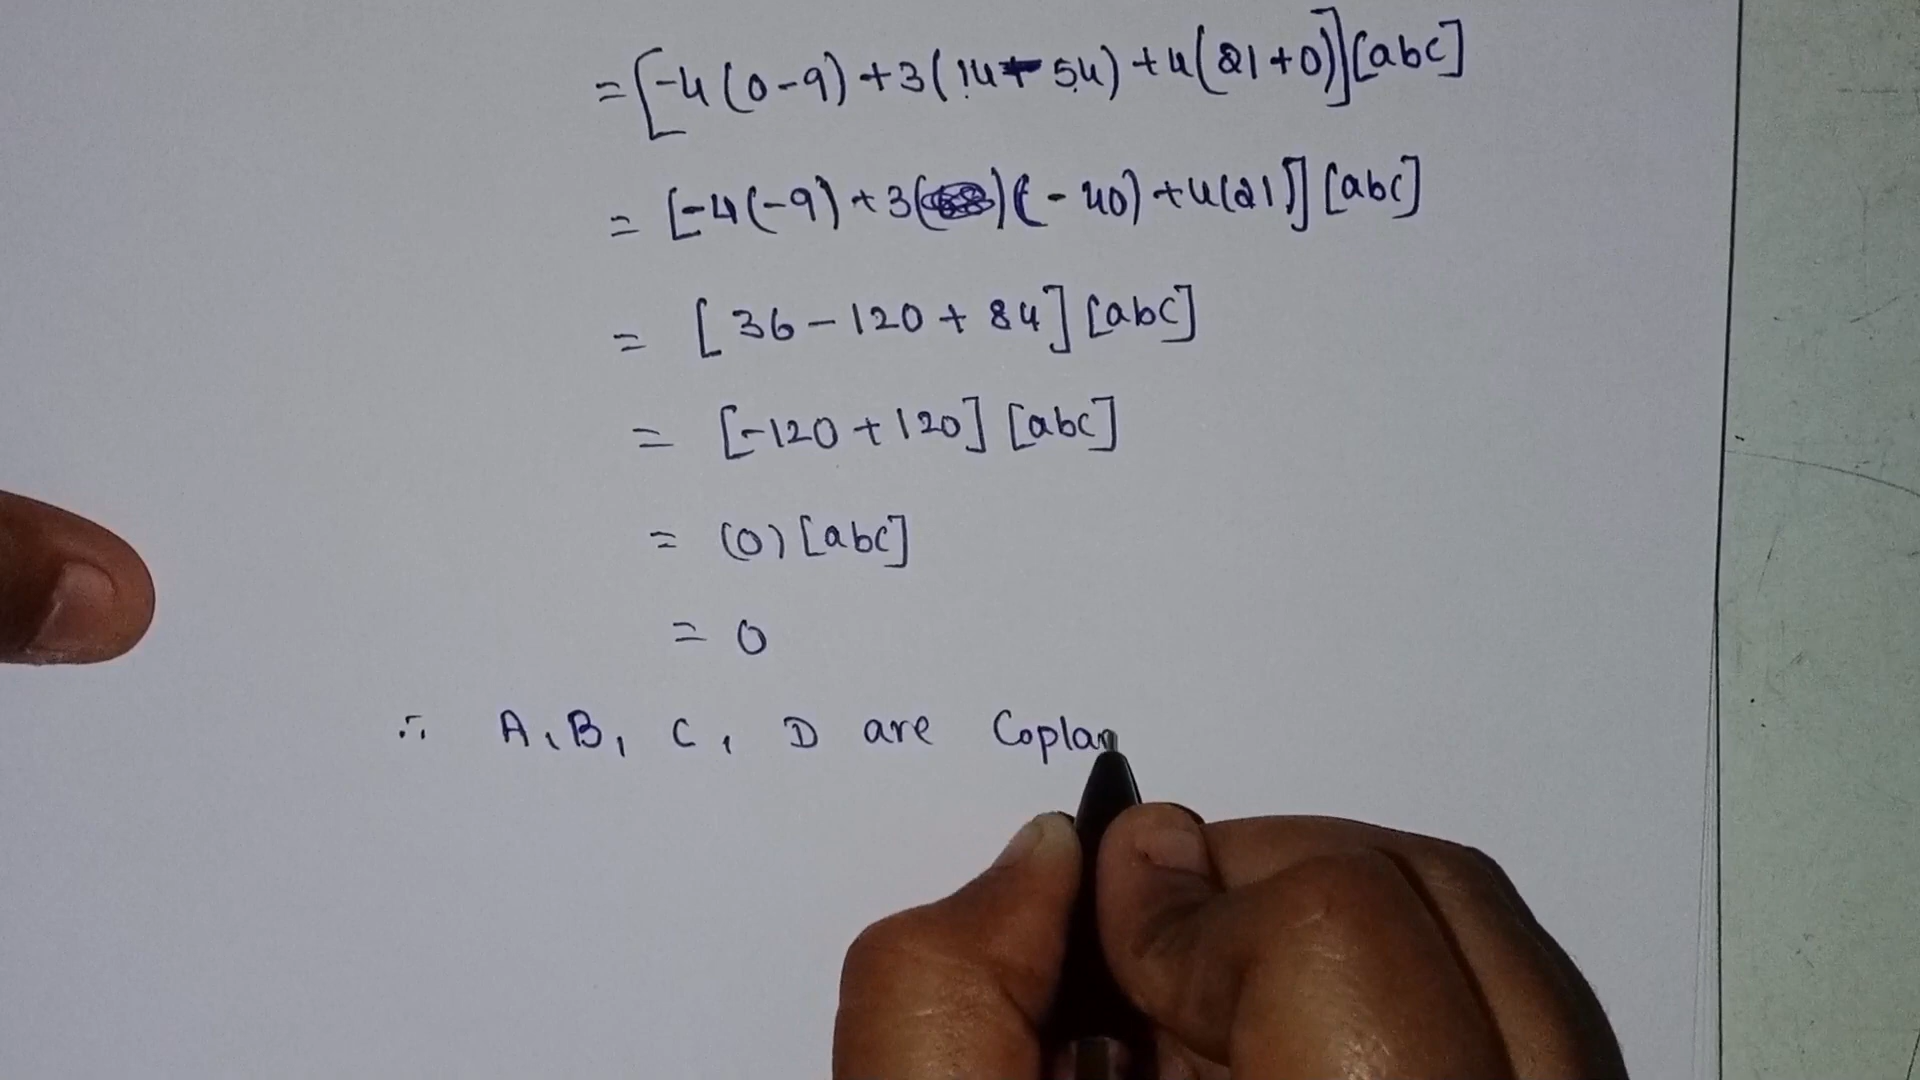 = [-4(0-9)+3(14-54)+4(21+0)][abc]
= [-4(-9)+3()(-40)+4(21)][abc]
= [36-120+84][abc]
= [-120+120][abc]
= (0)[abc]
= 0
∴ A, B, C, D are Coplan